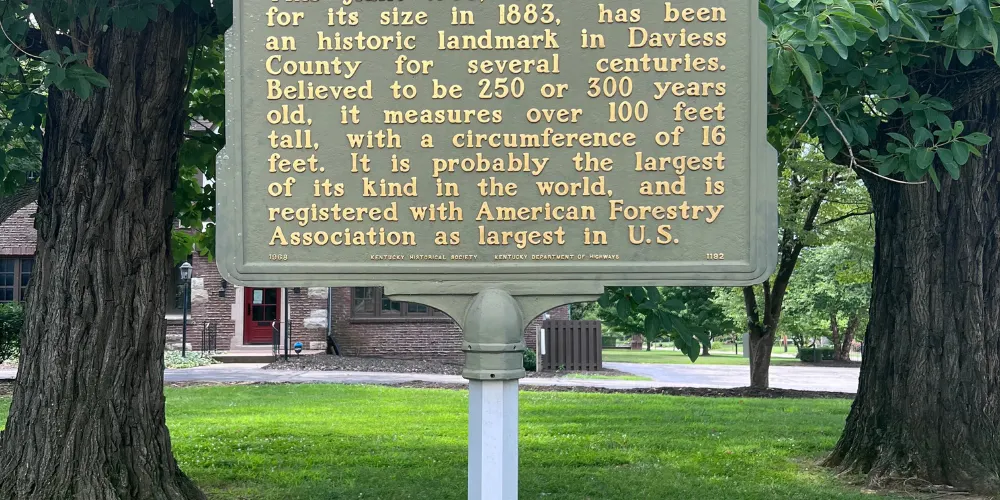 for its size in 1883, has been
an historic landmark in Daviess
County for several centuries.
Believed to be 250 or 300 years
old, it measures over 100 feet
tall, with a circumference of 16
feet. It is probably the largest
of its kind in the world, and is
registered with American Forestry
Association as largest in U.S.
1968 KENTUCKY HISTORICAL SOCIETY KENTUCKY DEPARTMENT OF HIGHWAYS 1192